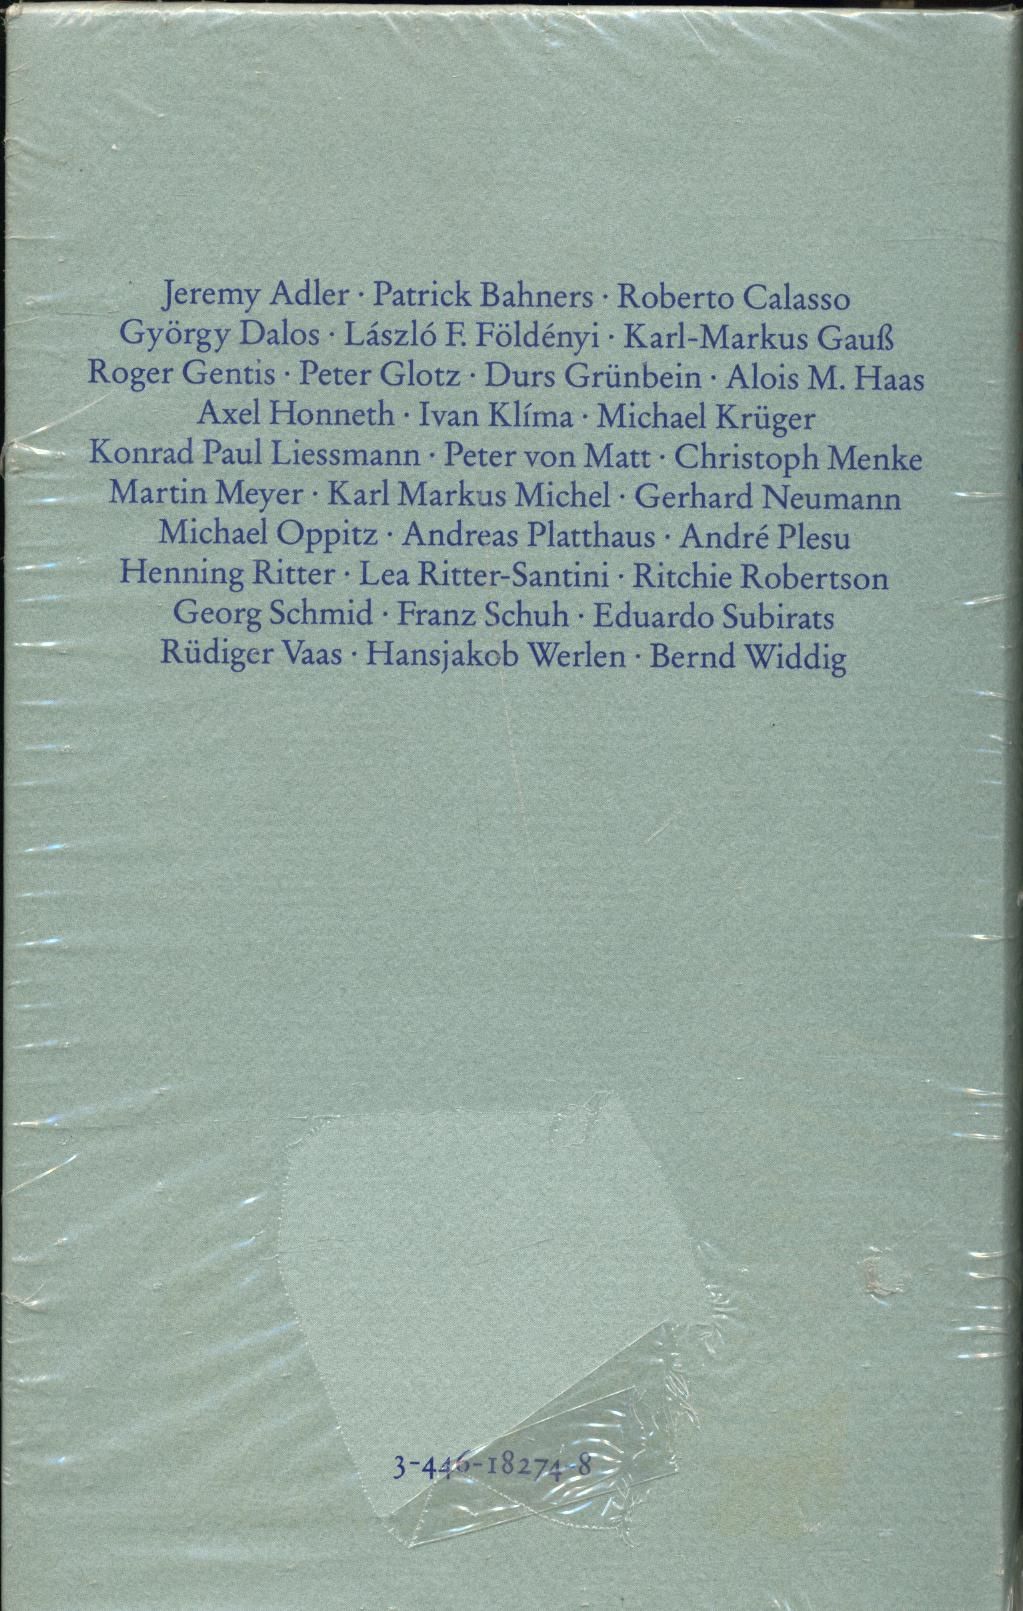 Jeremy Adler · Patrick Bahners · Roberto Calasso
György Dalos · László F. Földényi · Karl-Markus Gauß
Roger Gentis · Peter Glotz · Durs Grünbein · Alois M. Haas
Axel Honneth · Ivan Klíma · Michael Krüger
Konrad Paul Liessmann · Peter von Matt · Christoph Menke
Martin Meyer · Karl Markus Michel · Gerhard Neumann
Michael Oppitz · Andreas Platthaus · André Plesu
Henning Ritter · Lea Ritter-Santini · Ritchie Robertson
Georg Schmid · Franz Schuh · Eduardo Subirats
Rüdiger Vaas · Hansjakob Werlen · Bernd Widdig
3-446-18274-8